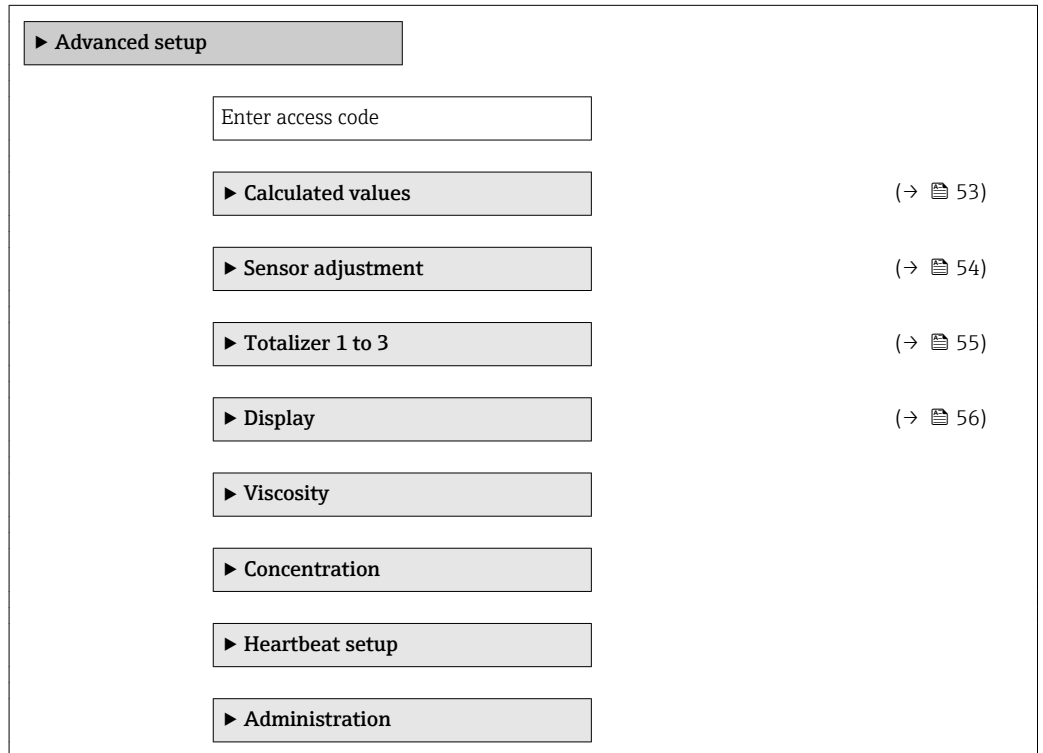 ► Advanced setup
Enter access code
► Calculated values (→ 🖹 53)
► Sensor adjustment (→ 🖹 54)
► Totalizer 1 to 3 (→ 🖹 55)
► Display (→ 🖹 56)
► Viscosity
► Concentration
► Heartbeat setup
► Administration